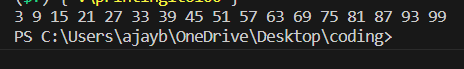 3 9 15 21 27 33 39 45 51 57 63 69 75 81 87 93 99
PS C:\Users\ajayb\OneDrive\Desktop\coding>